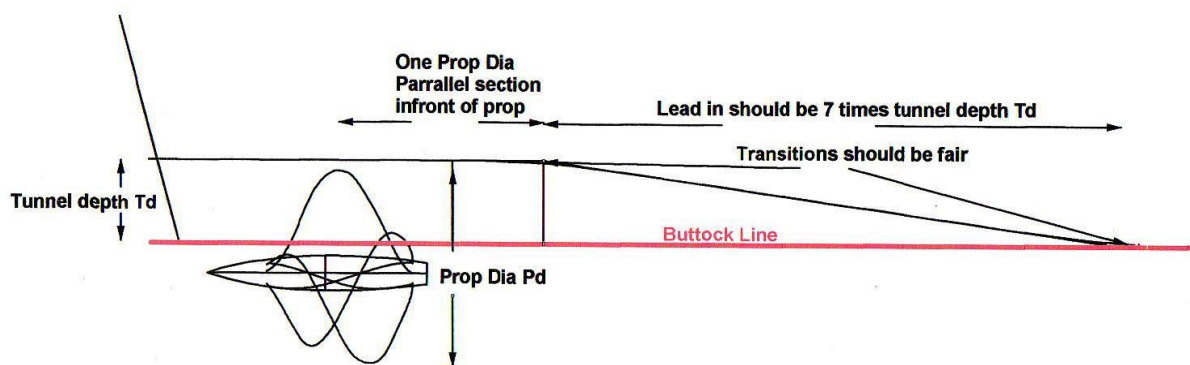 One Prop Dia
Parrallel section
infront of prop
Lead in should be 7 times tunnel depth Td
Transitions should be fair
Tunnel depth Td
Buttock Line
Prop Dia Pd